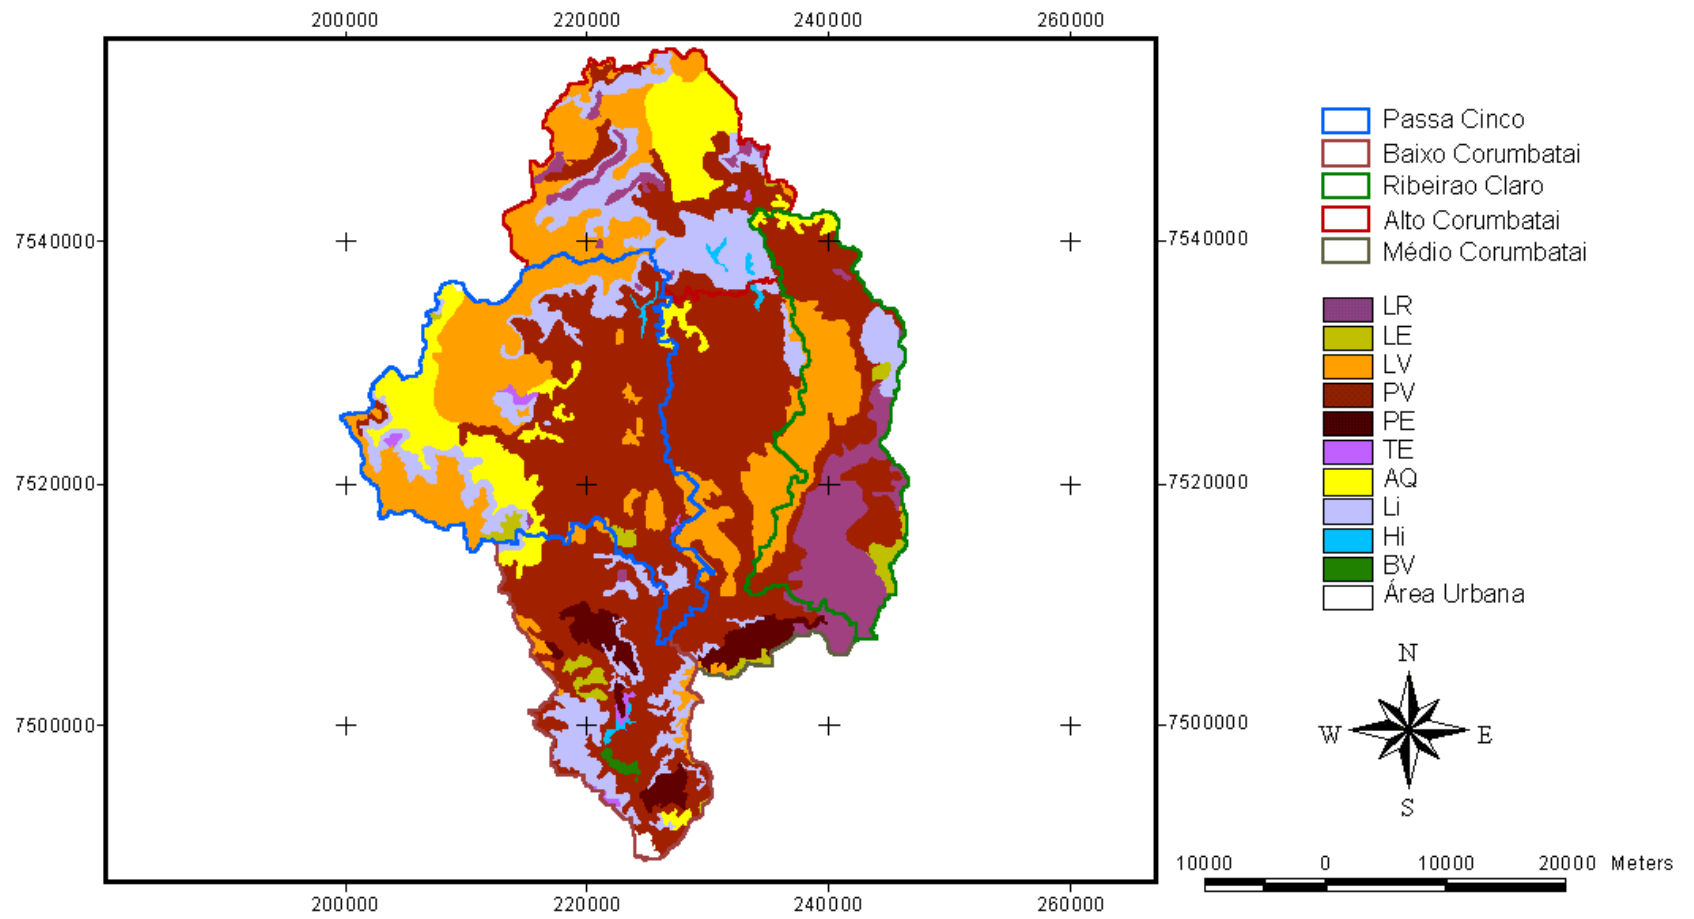 200000 220000 240000 260000
Passa Cinco
Baixo Corumbatai
Ribeirao Claro
Alto Corumbatai
Médio Corumbatai
7540000 7540000
LR
LE
LV
PV
PE
TE
AQ
Li
Hi
BV
Área Urbana
7520000 7520000
7500000 7500000
N
W E
S
10000 0 10000 20000 Meters
200000 220000 240000 260000